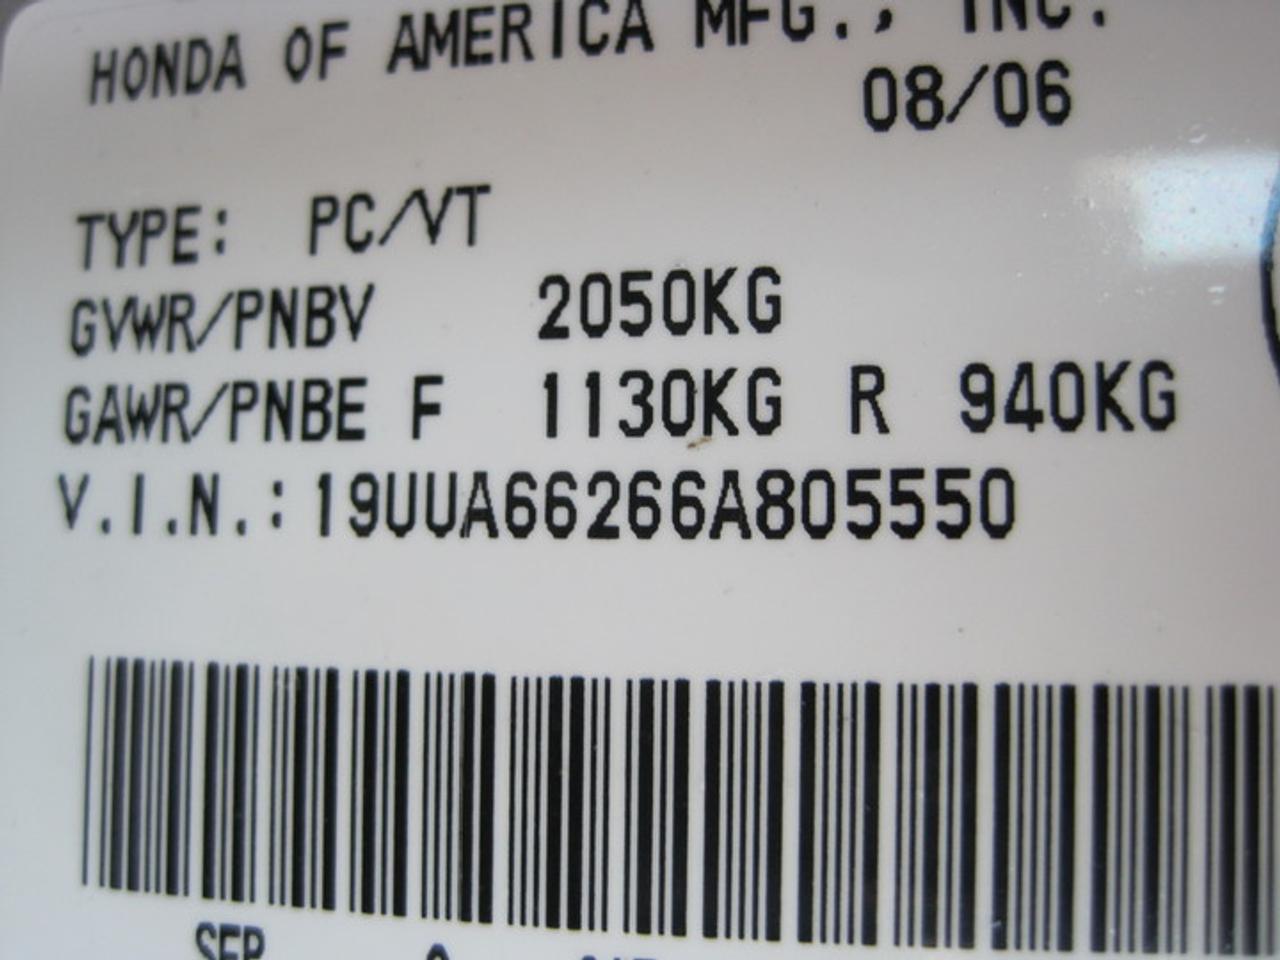 HONDA OF AMERICA MFG., INC.
08/06
TYPE: PC/VT
GVWR/PNBV 2050KG
GAWR/PNBE F 1130KG R 940KG
V.I.N.:19UUA66266A805550